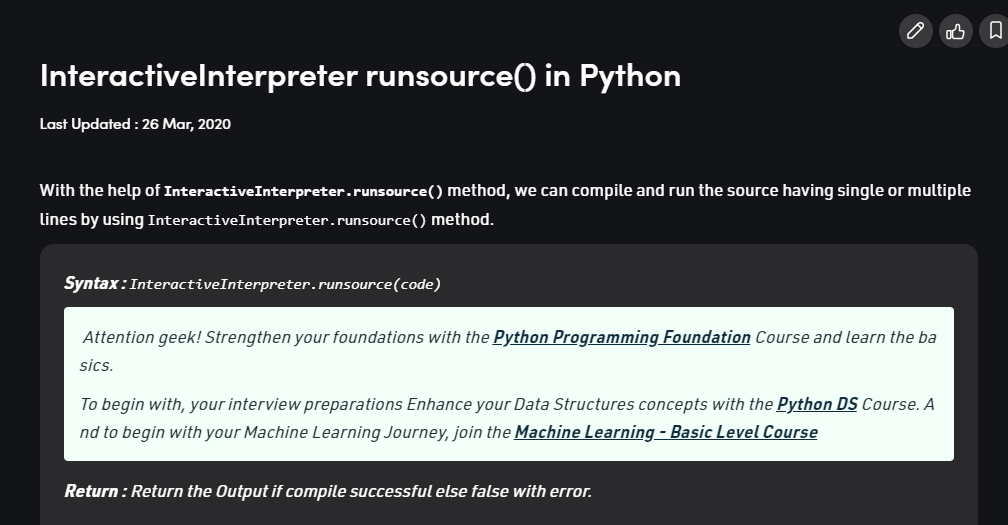 InteractiveInterpreter runsource() in Python
Last Updated : 26 Mar, 2020
With the help of InteractiveInterpreter.runsource() method, we can compile and run the source having single or multiple
lines by using InteractiveInterpreter.runsource() method.
Syntax : InteractiveInterpreter.runsource(code)
Attention geek! Strengthen your foundations with the Python Programming Foundation Course and learn the ba
sics.
To begin with, your interview preparations Enhance your Data Structures concepts with the Python DS Course. A
nd to begin with your Machine Learning Journey, join the Machine Learning - Basic Level Course
Return : Return the Output if compile successful else false with error.